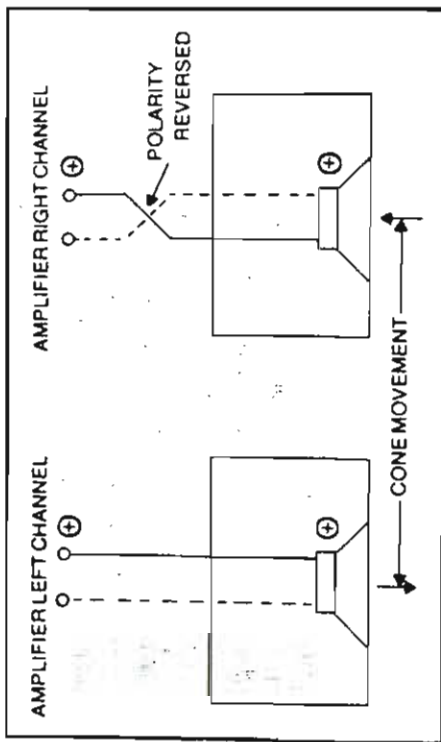 AMPLIFIER LEFT CHANNEL
+
+
AMPLIFIER RIGHT CHANNEL
+
POLARITY
REVERSED
+
CONE MOVEMENT